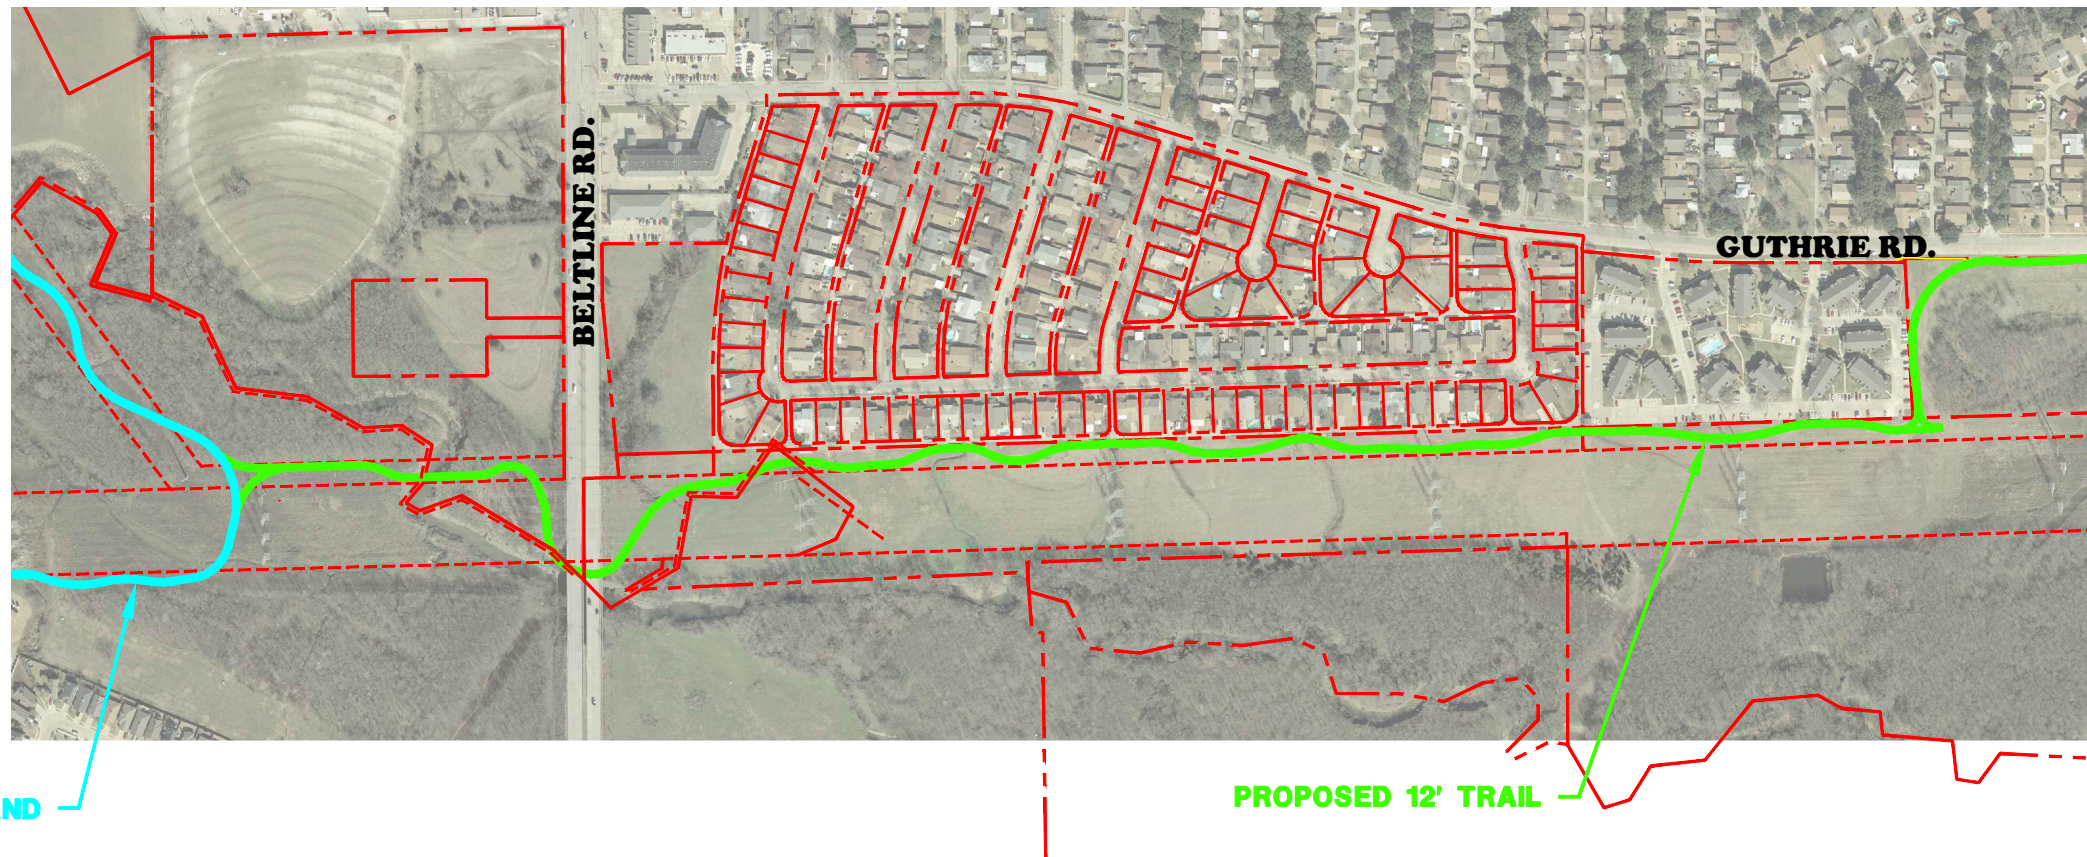 BELTLINE RD.
GUTHRIE RD.
PROPOSED 12' TRAIL
ND